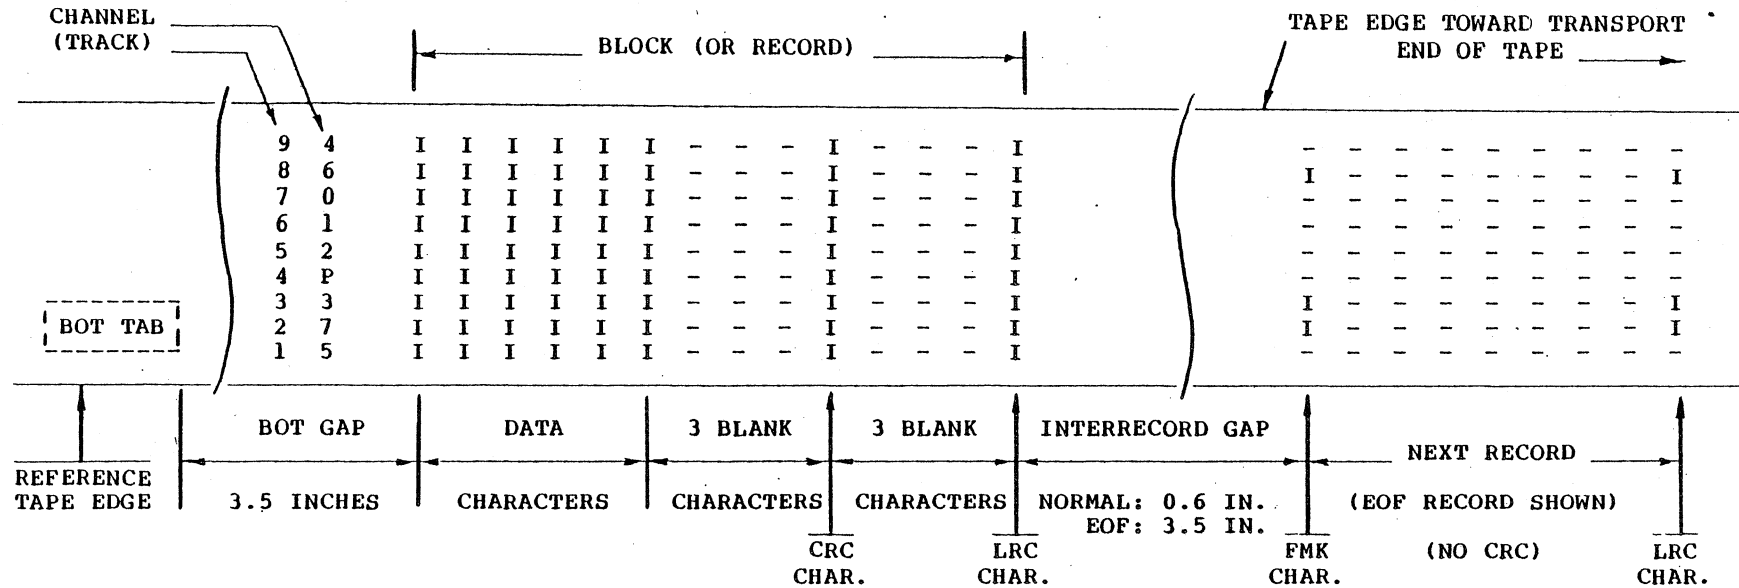 CHANNEL
(TRACK)
BLOCK (OR RECORD)
TAPE EDGE TOWARD TRANSPORT
END OF TAPE
9 4 I I I I I I - - - I - - - I - - - - - - - - -
8 6 I I I I I I - - - I - - - I I - - - - - - - I
7 0 I I I I I I - - - I - - - I - - - - - - - - -
6 1 I I I I I I - - - I - - - I - - - - - - - - -
5 2 I I I I I I - - - I - - - I - - - - - - - - -
4 P I I I I I I - - - I - - - I - - - - - - - - -
3 3 I I I I I I - - - I - - - I I - - - - - - - I
2 7 I I I I I I - - - I - - - I I - - - - - - - I
1 5 I I I I I I - - - I - - - I - - - - - - - - -
BOT TAB
REFERENCE
TAPE EDGE
BOT GAP
3.5 INCHES
DATA
CHARACTERS
3 BLANK
CHARACTERS
CRC
CHAR.
3 BLANK
CHARACTERS
LRC
CHAR.
INTERRECORD GAP
NORMAL: 0.6 IN.
EOF: 3.5 IN.
FMK
CHAR.
NEXT RECORD
(EOF RECORD SHOWN)
(NO CRC)
LRC
CHAR.